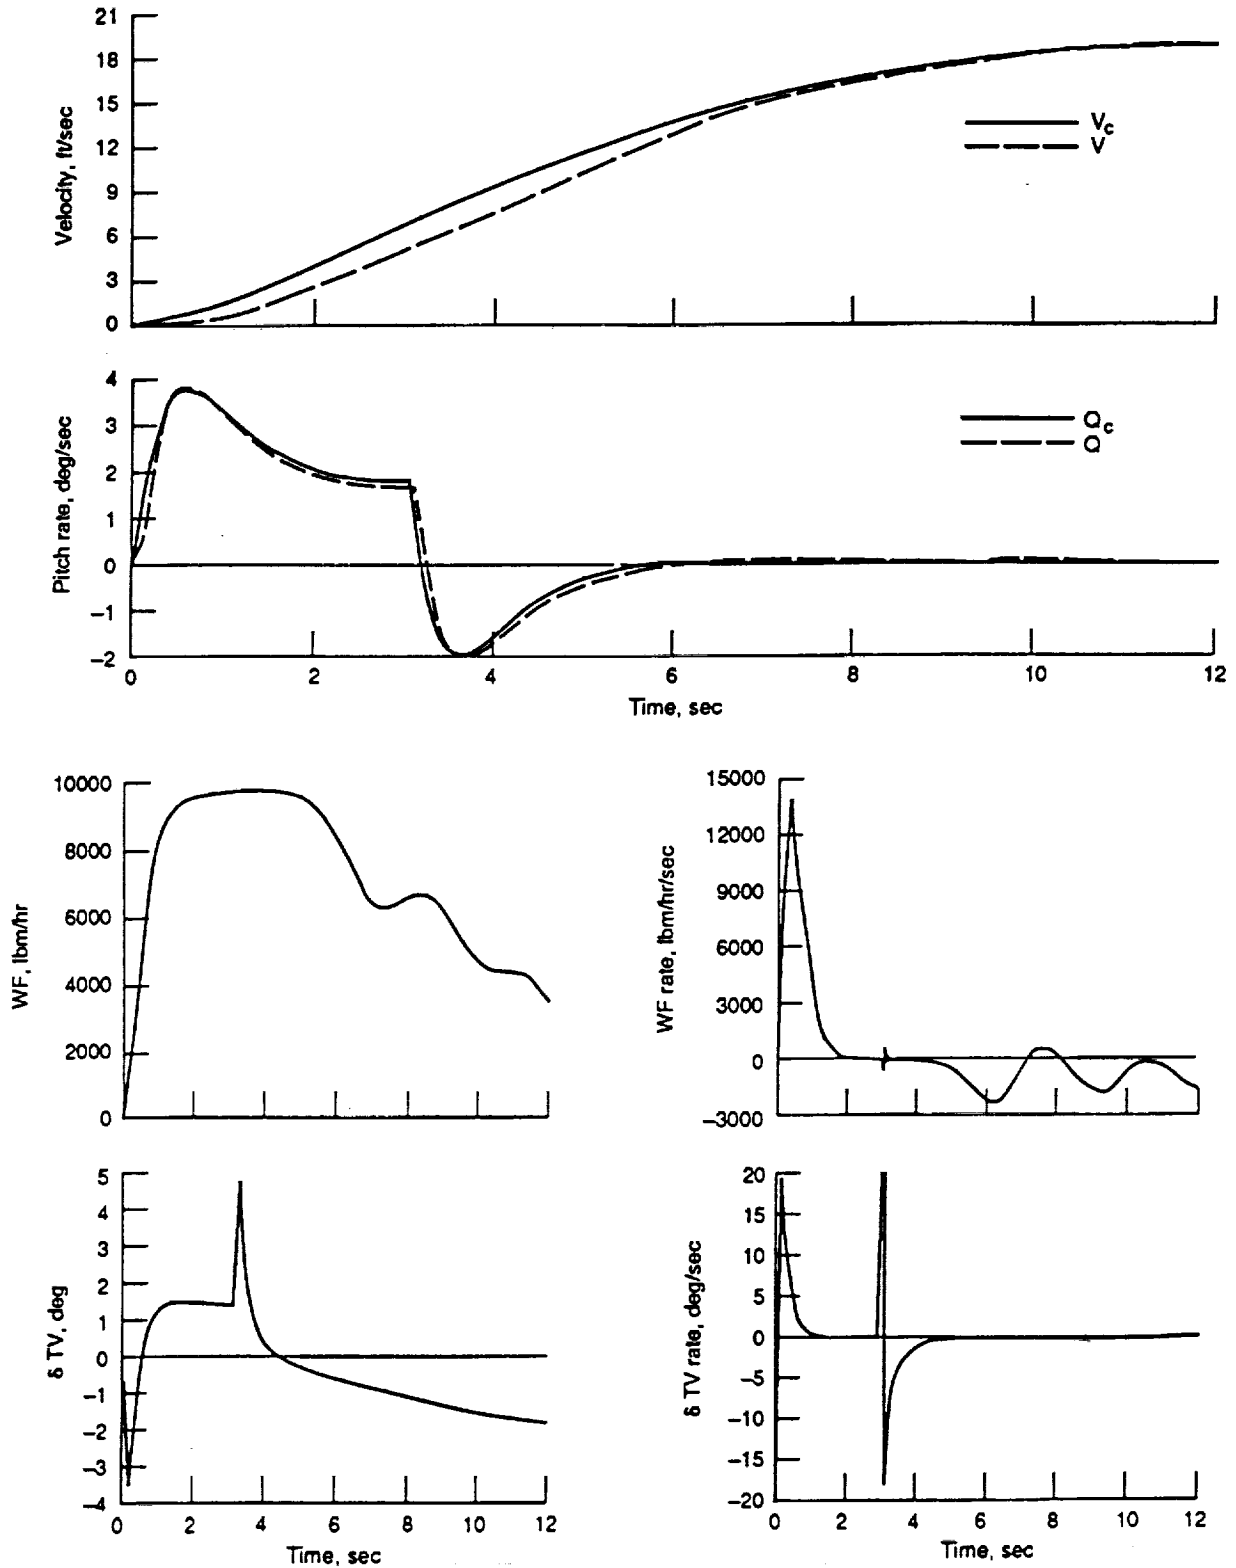 21
18
15
12
9
6
3
0
Velocity, ft/sec
V_c
V
4
3
2
1
0
−1
−2
Pitch rate, deg/sec
Q_c
Q
0 2 4 6 8 10 12
Time, sec
10000
8000
6000
4000
2000
0
WF, lbm/hr
15000
12000
9000
6000
3000
0
−3000
WF rate, lbm/hr/sec
5
4
3
2
1
0
−1
−2
−3
−4
δ TV, deg
0 2 4 6 8 10 12
Time, sec
20
15
10
5
0
−5
−10
−15
−20
δ TV rate, deg/sec
0 2 4 6 8 10 12
Time, sec